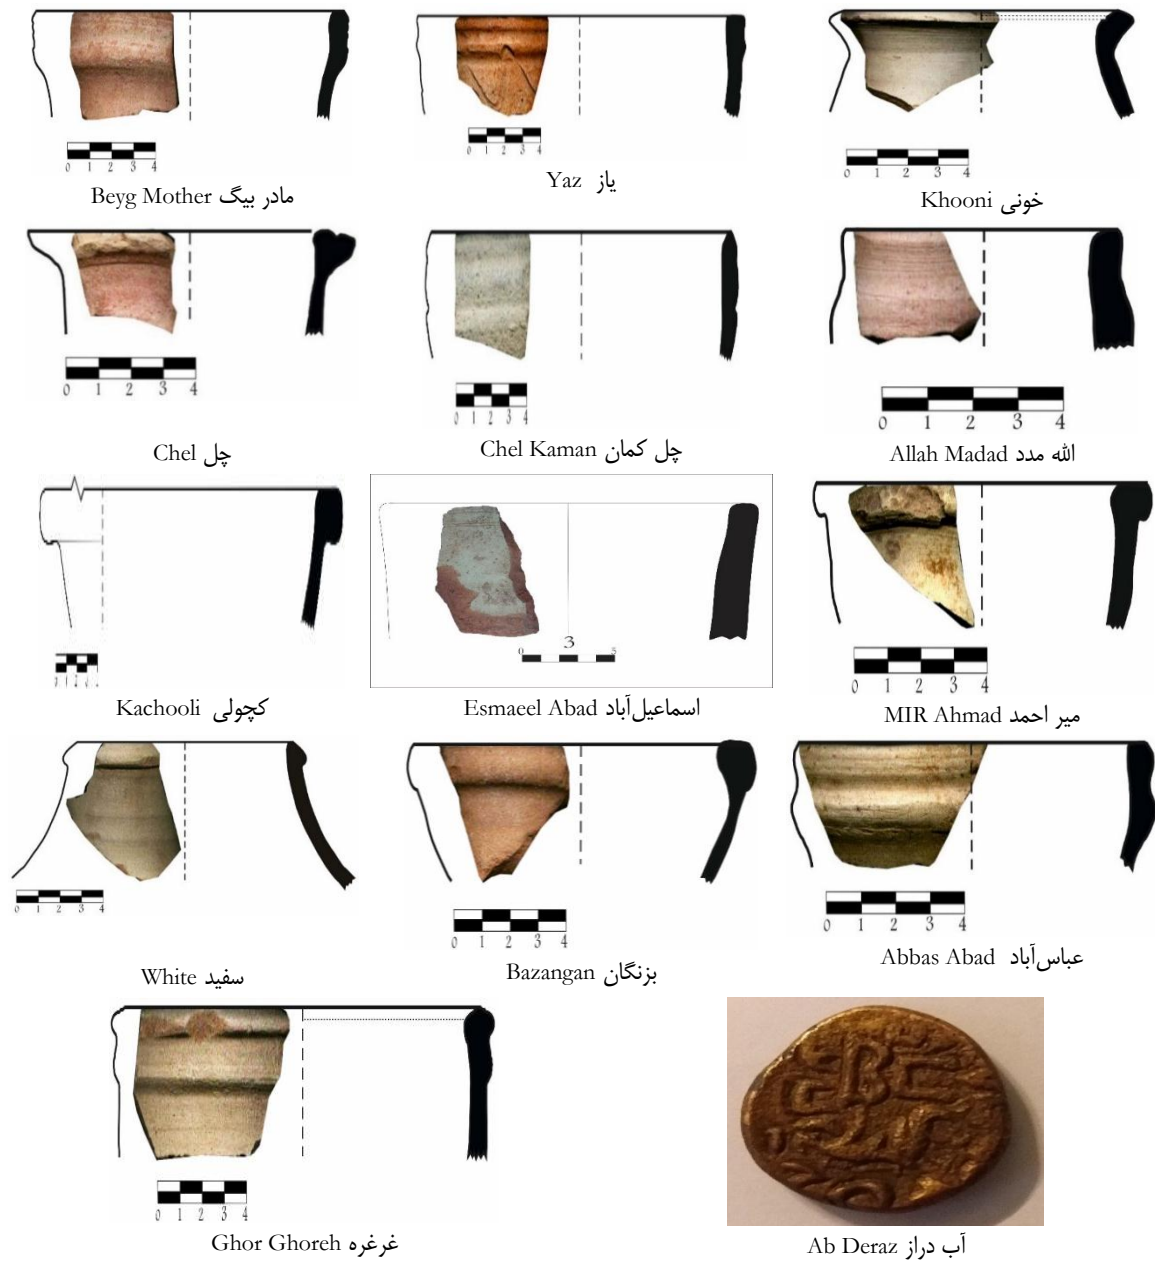 0 1 2 3 4
0 1 2 3 4
0 1 2 3 4
Beyg Mother مادر بیگ
Yaz یاز
Khooni خونی
0 1 2 3 4
0 1 2 3 4
0 1 2 3 4
Chel چل
Chel Kaman چل کمان
Allah Madad الله مدد
3
0 5
0 1 2 3 4
Kachooli کچولی
Esmaeel Abad اسماعیل‌آباد
MIR Ahmad میر احمد
0 1 2 3 4
0 1 2 3 4
0 1 2 3 4
White سفید
Bazangan بزنگان
Abbas Abad عباس‌آباد
0 1 2 3 4
Ghor Ghoreh غرغره
Ab Deraz آب دراز